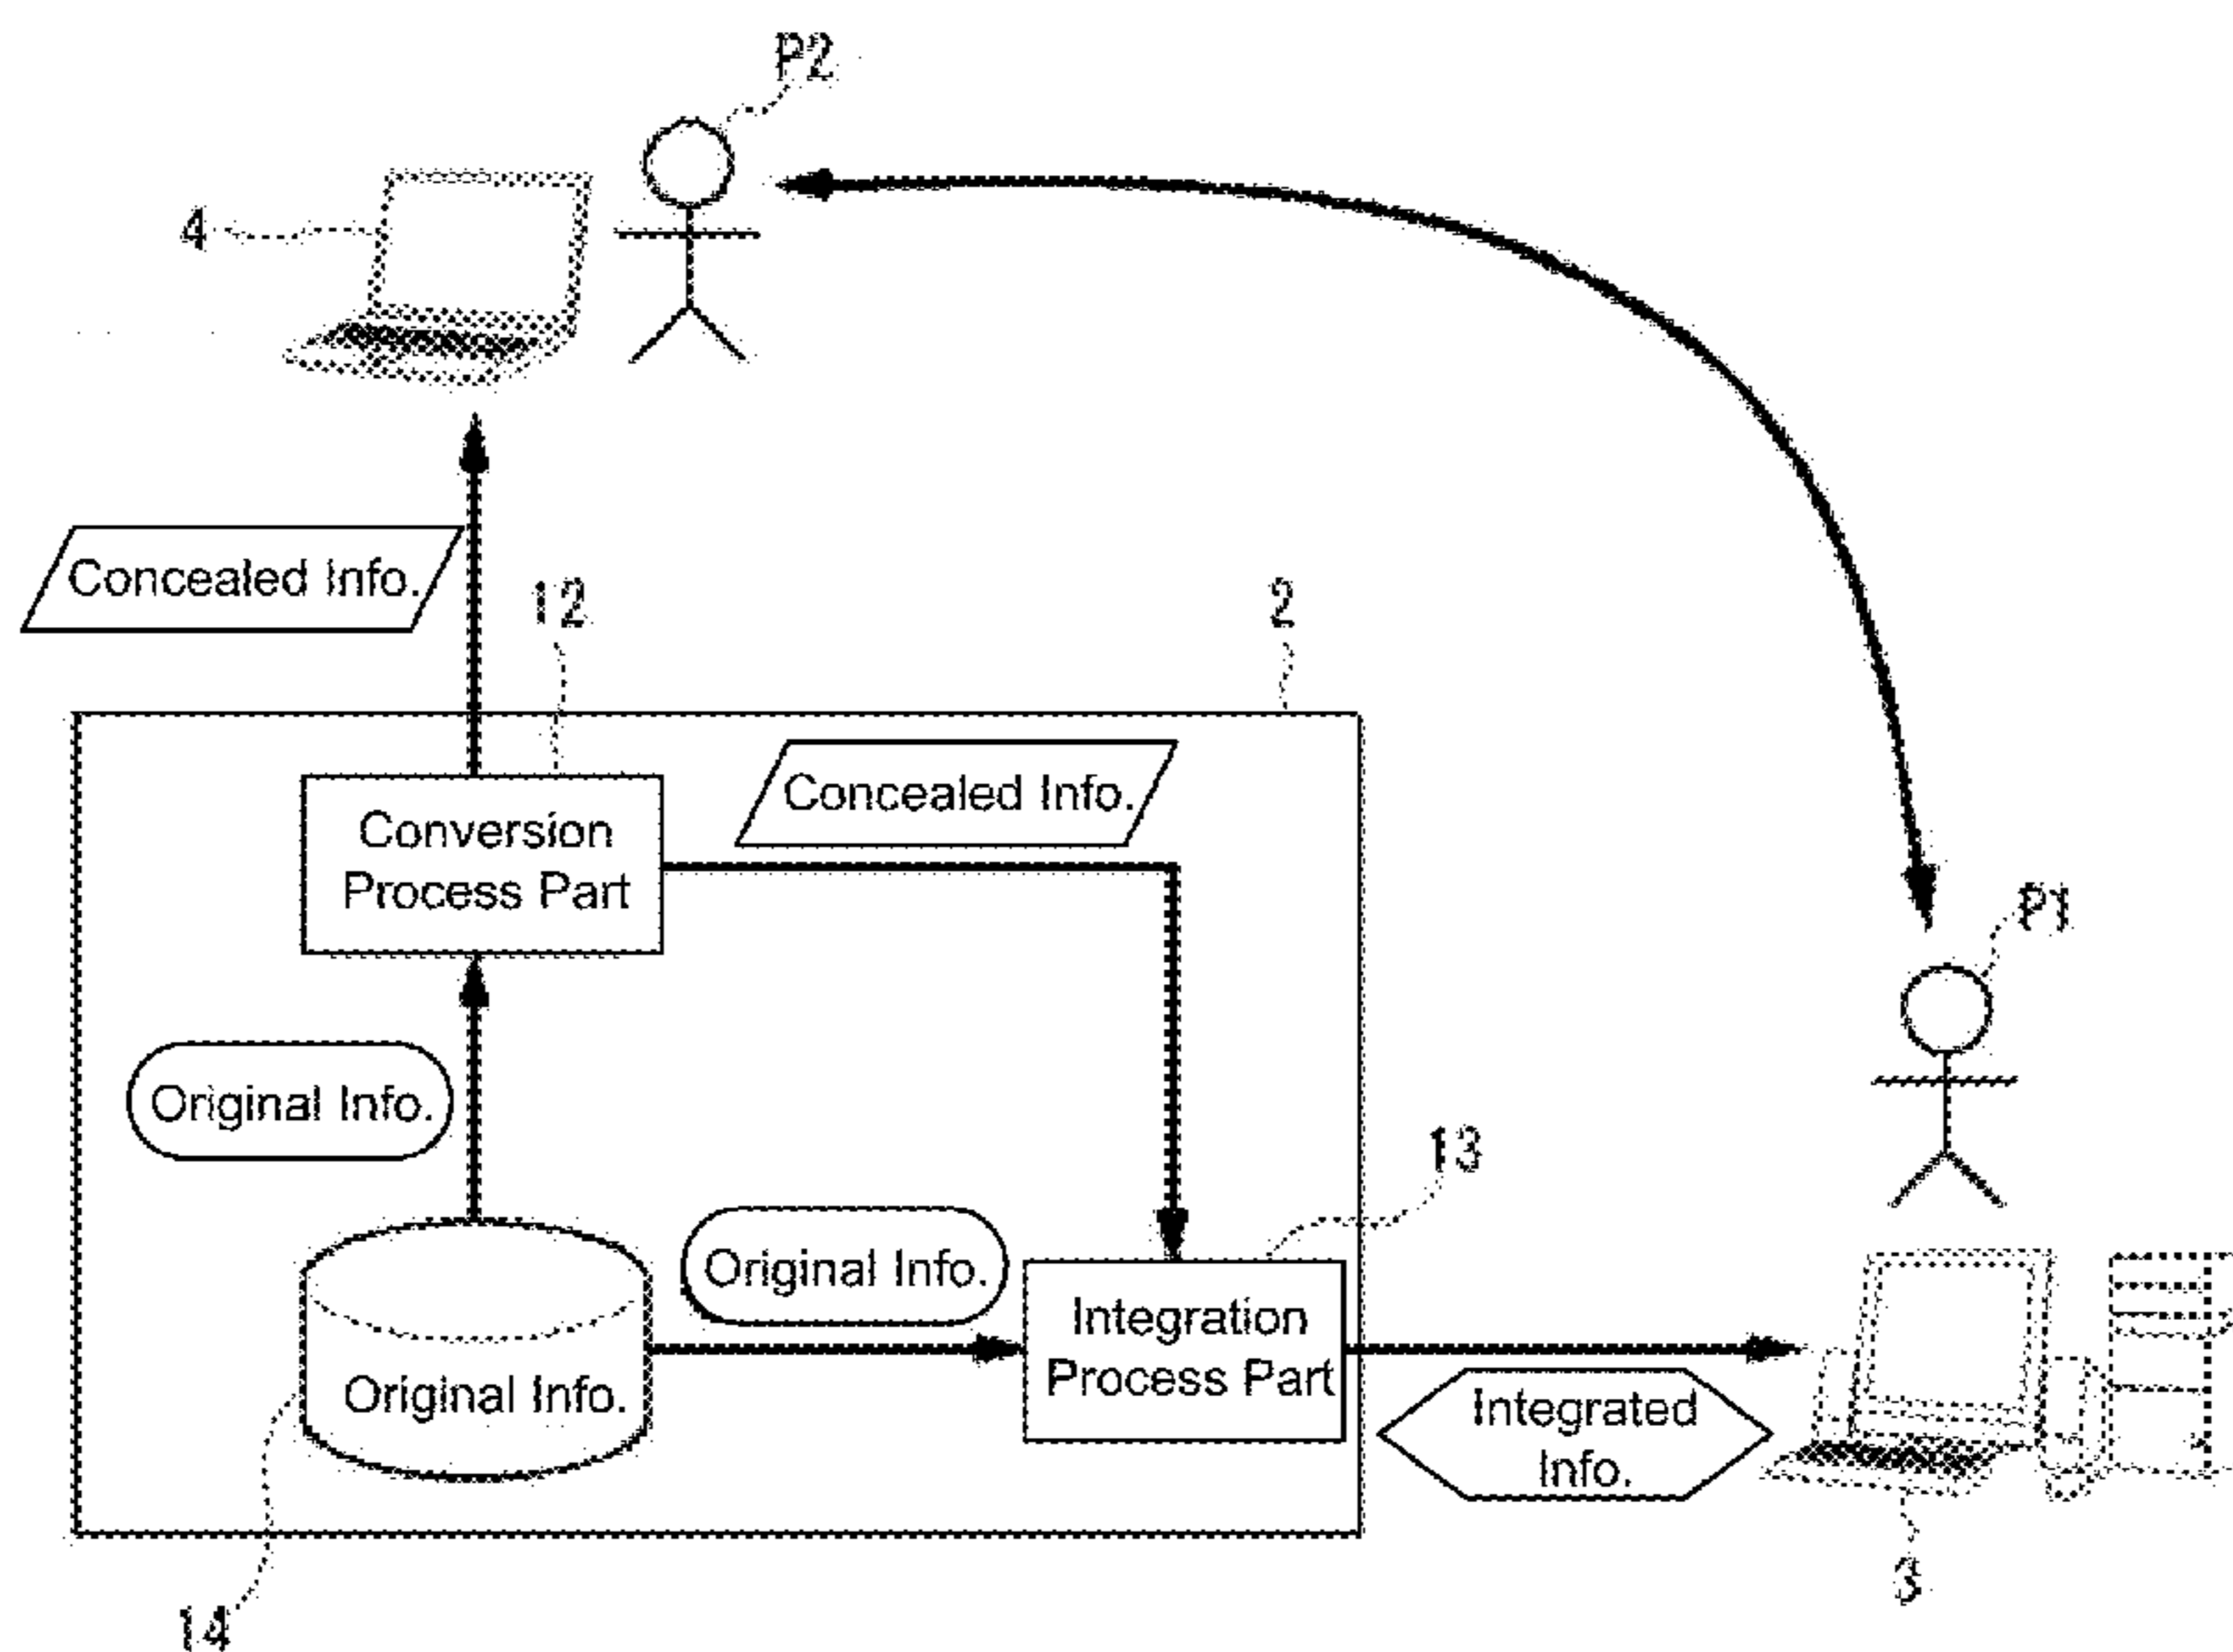 P2
4
Concealed Info.
12
2
Concealed Info.
Conversion
Process Part
P1
Original Info.
13
Original Info.
Integration
Process Part
Original Info.
Integrated
Info.
3
14